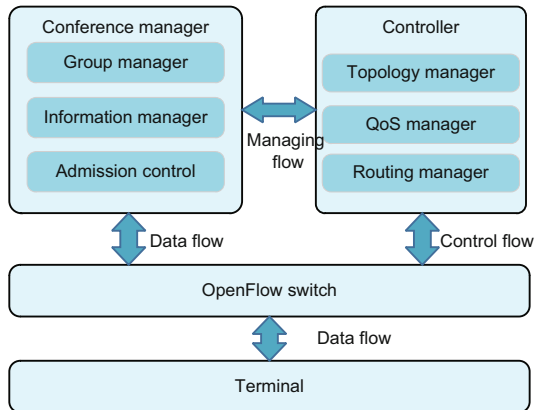 Conference manager
Group manager
Information manager
Admission control
Managing
flow
Controller
Topology manager
QoS manager
Routing manager
Data flow
Control flow
OpenFlow switch
Data flow
Terminal